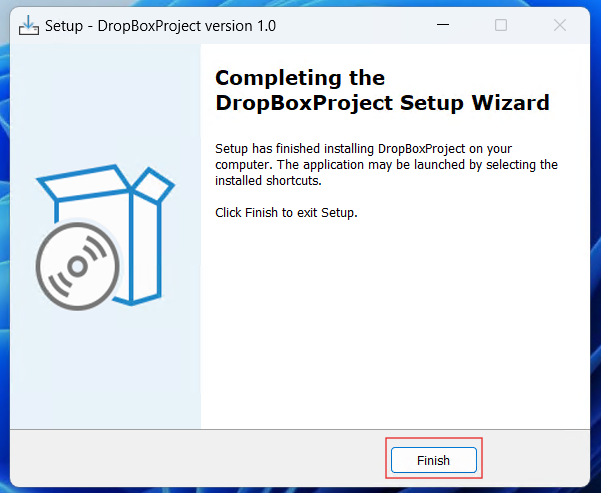 Setup - DropBoxProject version 1.0
Completing the
DropBoxProject Setup Wizard
Setup has finished installing DropBoxProject on your
computer. The application may be launched by selecting the
installed shortcuts.
Click Finish to exit Setup.
Finish